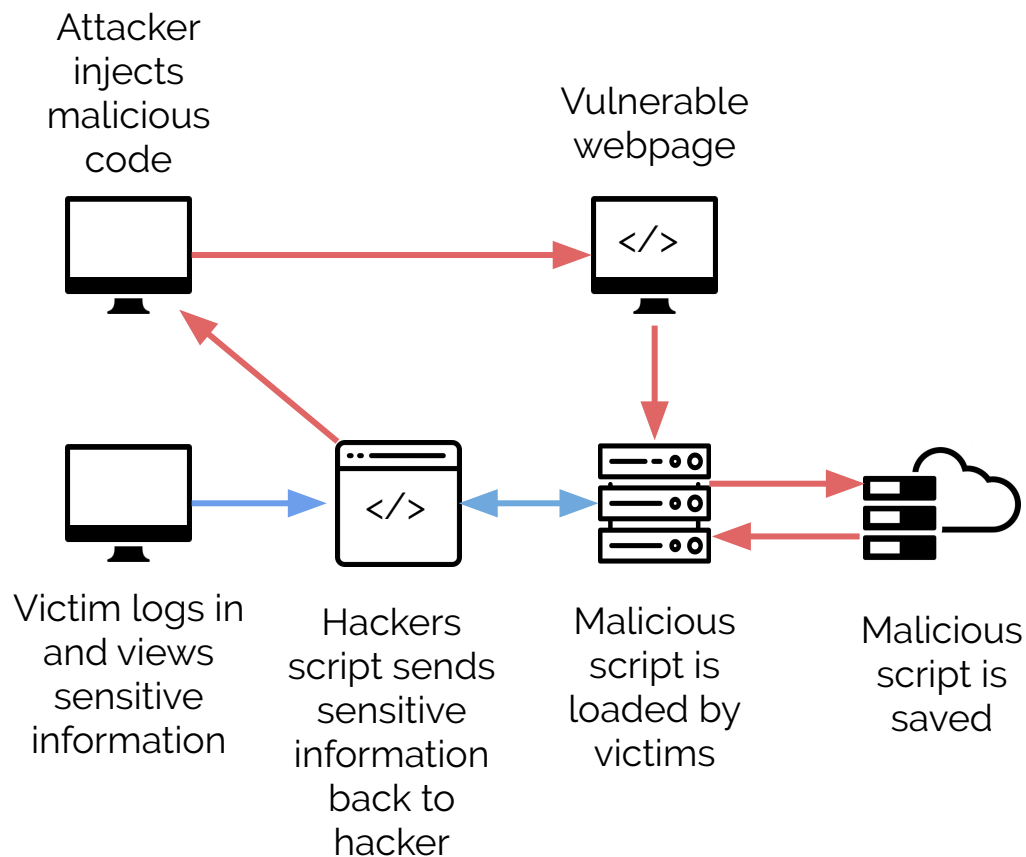 Attacker
injects
malicious
code
Vulnerable
webpage
</>
</>
Victim logs in
and views
sensitive
information
Hackers
script sends
sensitive
information
back to
hacker
Malicious
script is
loaded by
victims
Malicious
script is
saved